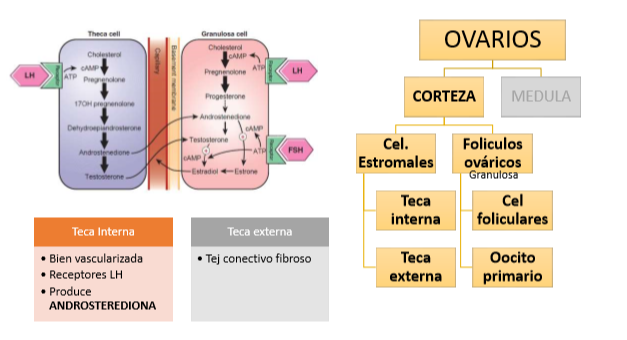 Theca cell
Granulosa cell
LH
Receptor
ATP
cAMP
Cholesterol
Pregnenolone
17OH pregnenolone
Dehydroepiandrosterone
Androstenedione
Testosterone
Capillary
Basement membrane
Cholesterol
cAMP
ATP
Receptor
LH
Pregnenolone
Progesterone
Androstenedione
cAMP
Testosterone
cAMP
ATP
Receptor
FSH
Estradiol
Estrone
Teca Interna
• Bien vascularizada
• Receptores LH
• Produce
ANDROSTEREDIONA
Teca externa
• Tej conectivo fibroso
OVARIOS
CORTEZA
MEDULA
Cel.
Estromales
Foliculos
ováricos
Granulosa
Teca
interna
Cel
foliculares
Teca
externa
Oocito
primario